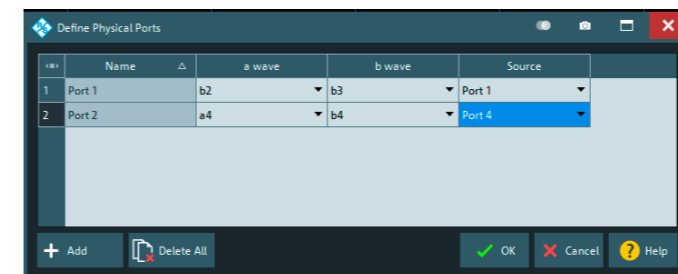 Define Physical Ports
Name a wave b wave Source
1 Port 1 b2 b3 Port 1
2 Port 2 a4 b4 Port 4
Add Delete All OK Cancel ? Help